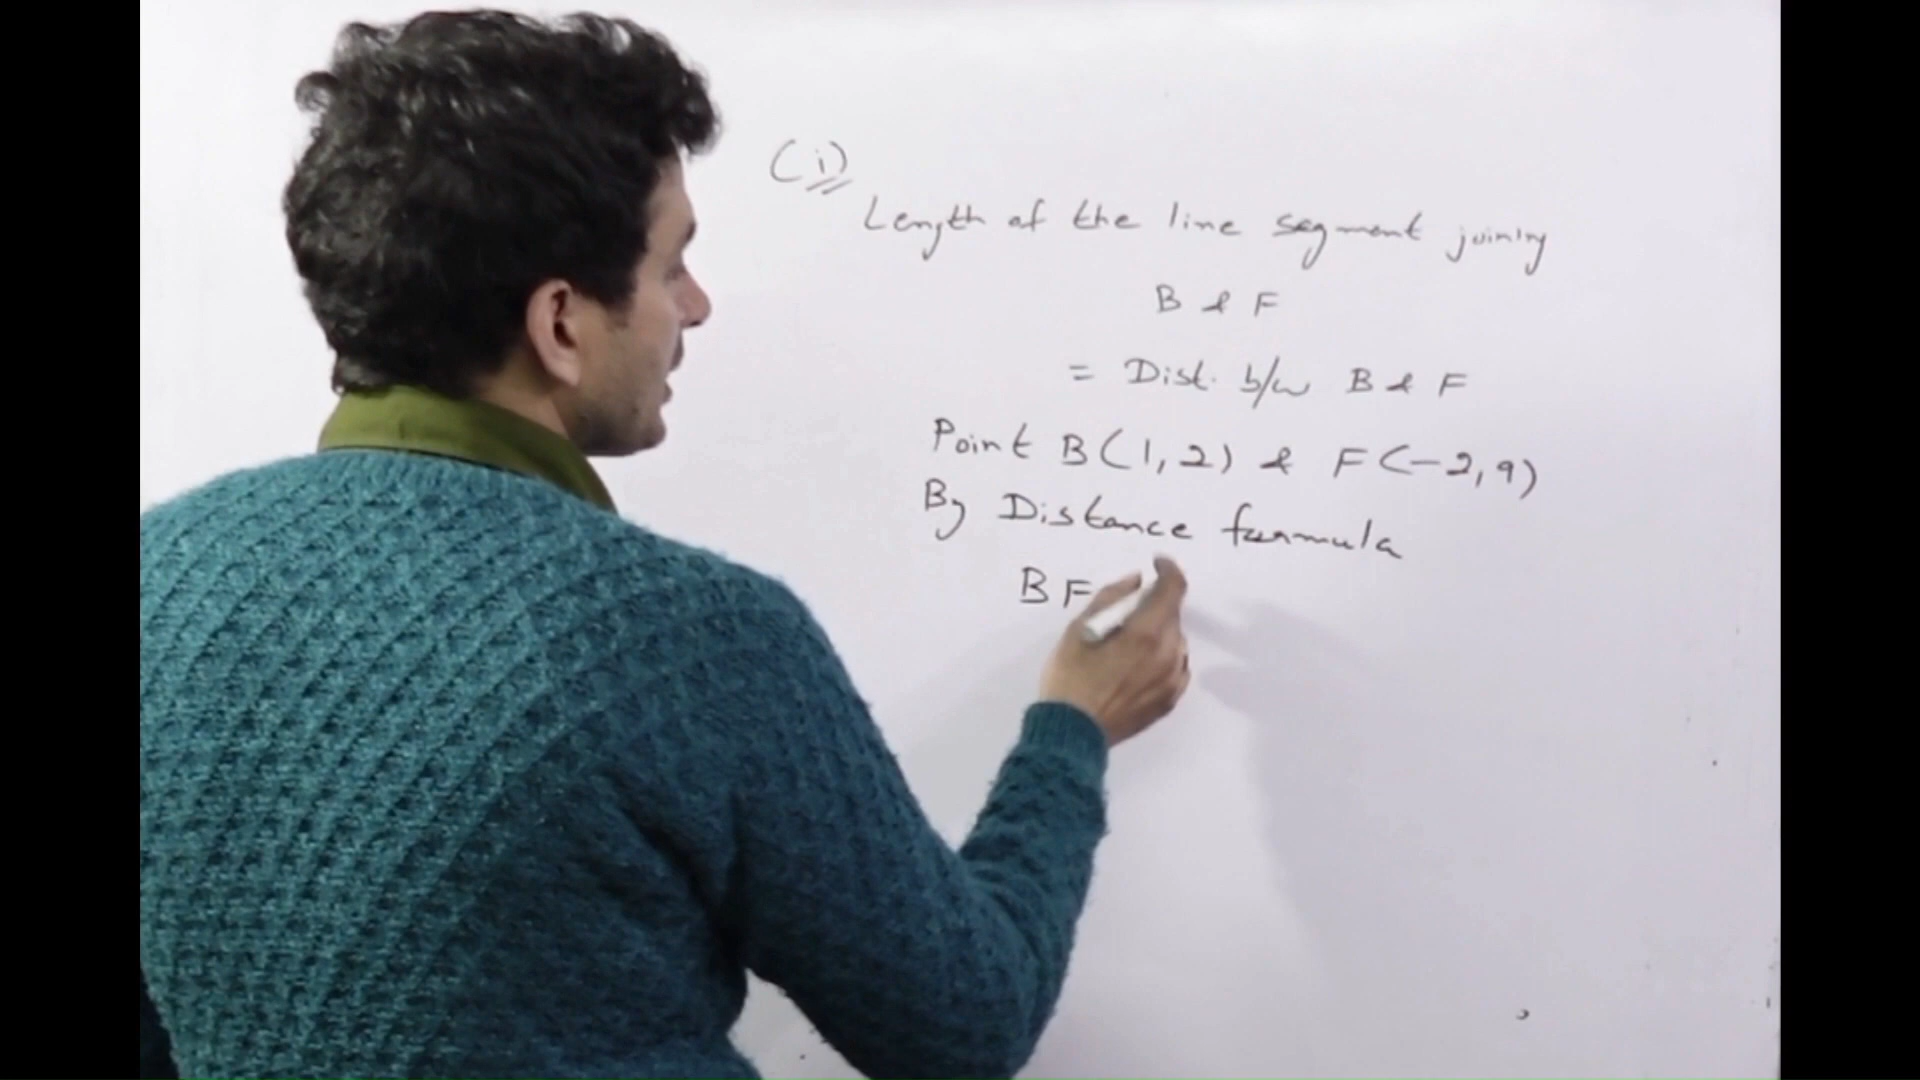 (i)
Length of the line segment joining
B & F
= Dist. b/w B & F
Point B(1,2) & F(-2,9)
By Distance formula
BF